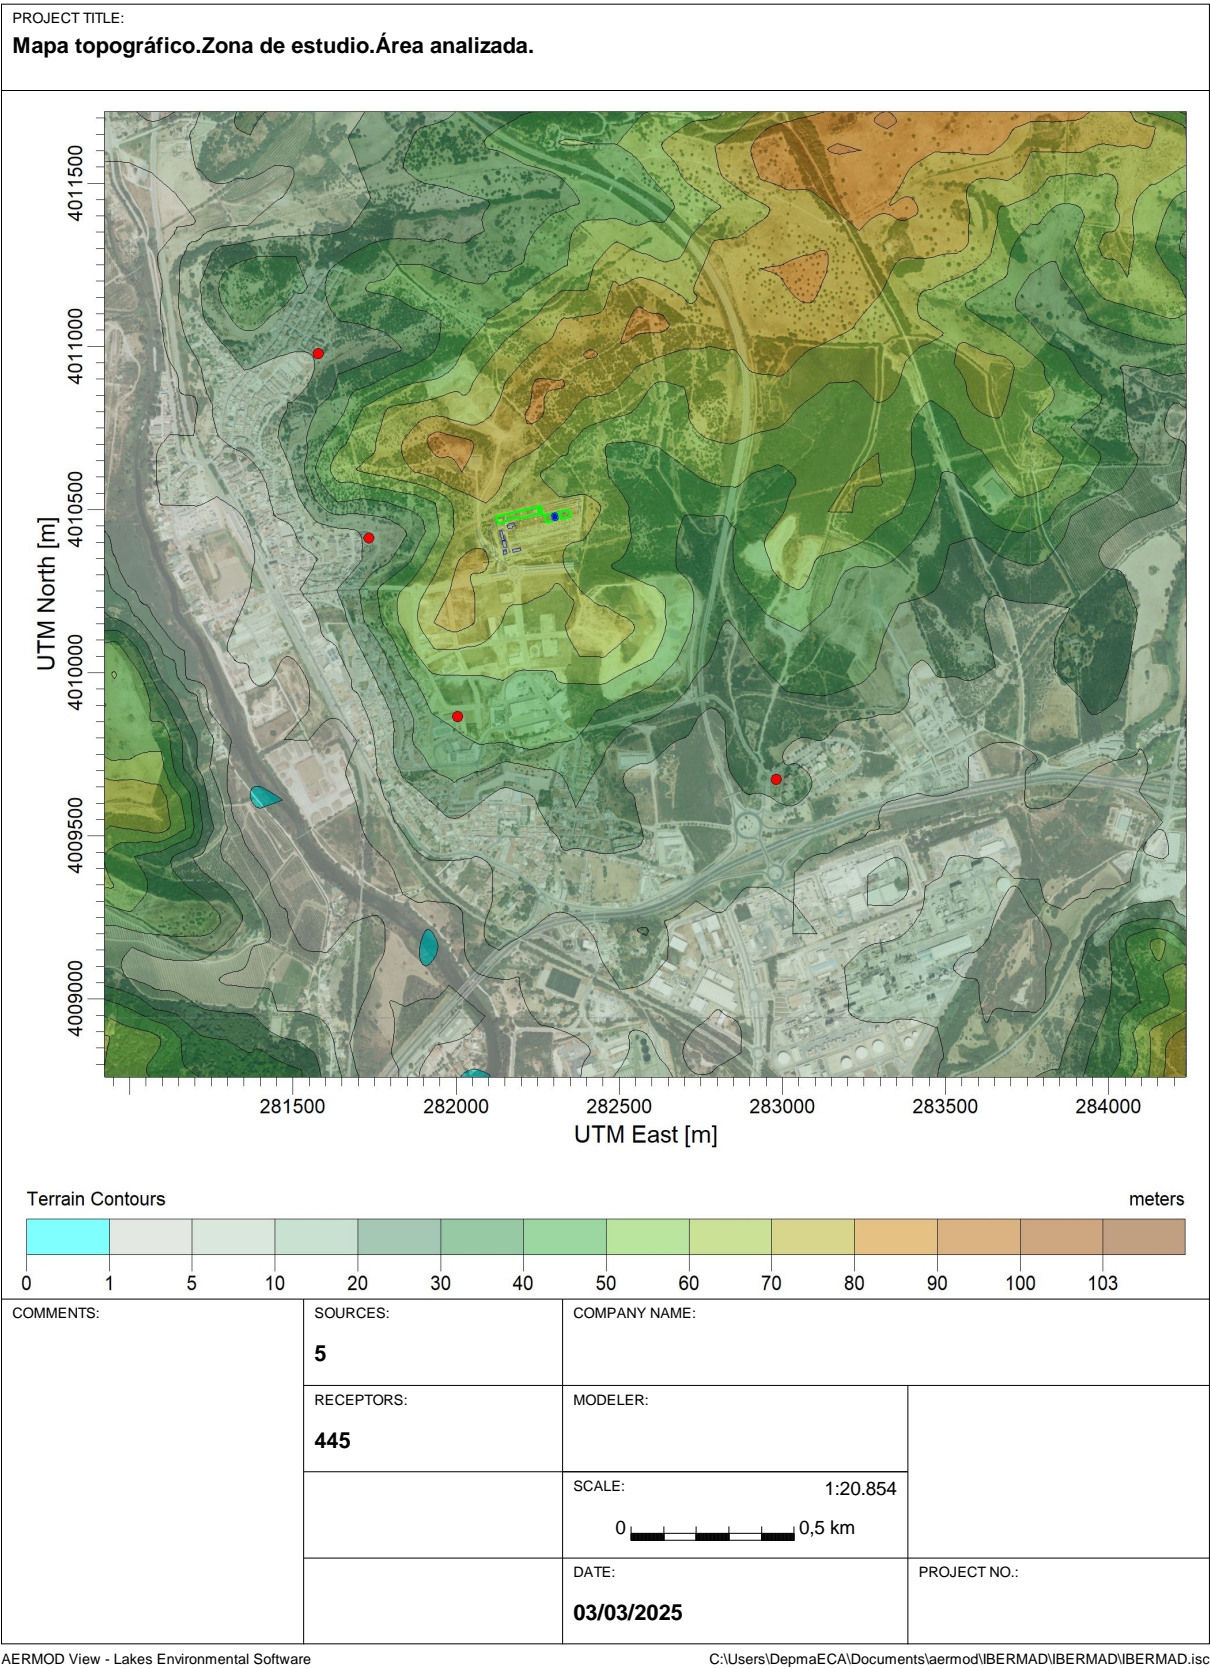 PROJECT TITLE:
Mapa topográfico.Zona de estudio.Área analizada.
UTM North [m]
4011500
4011000
4010500
4010000
4009500
4009000
281500 282000 282500 283000 283500 284000
UTM East [m]
Terrain Contours meters
0 1 5 10 20 30 40 50 60 70 80 90 100 103
COMMENTS:
SOURCES:
5
COMPANY NAME:
RECEPTORS:
445
MODELER:
SCALE: 1:20.854
0 0,5 km
DATE:
03/03/2025
PROJECT NO.:
AERMOD View - Lakes Environmental Software
C:\Users\DepmaECA\Documents\aermod\IBERMAD\IBERMAD\IBERMAD.isc